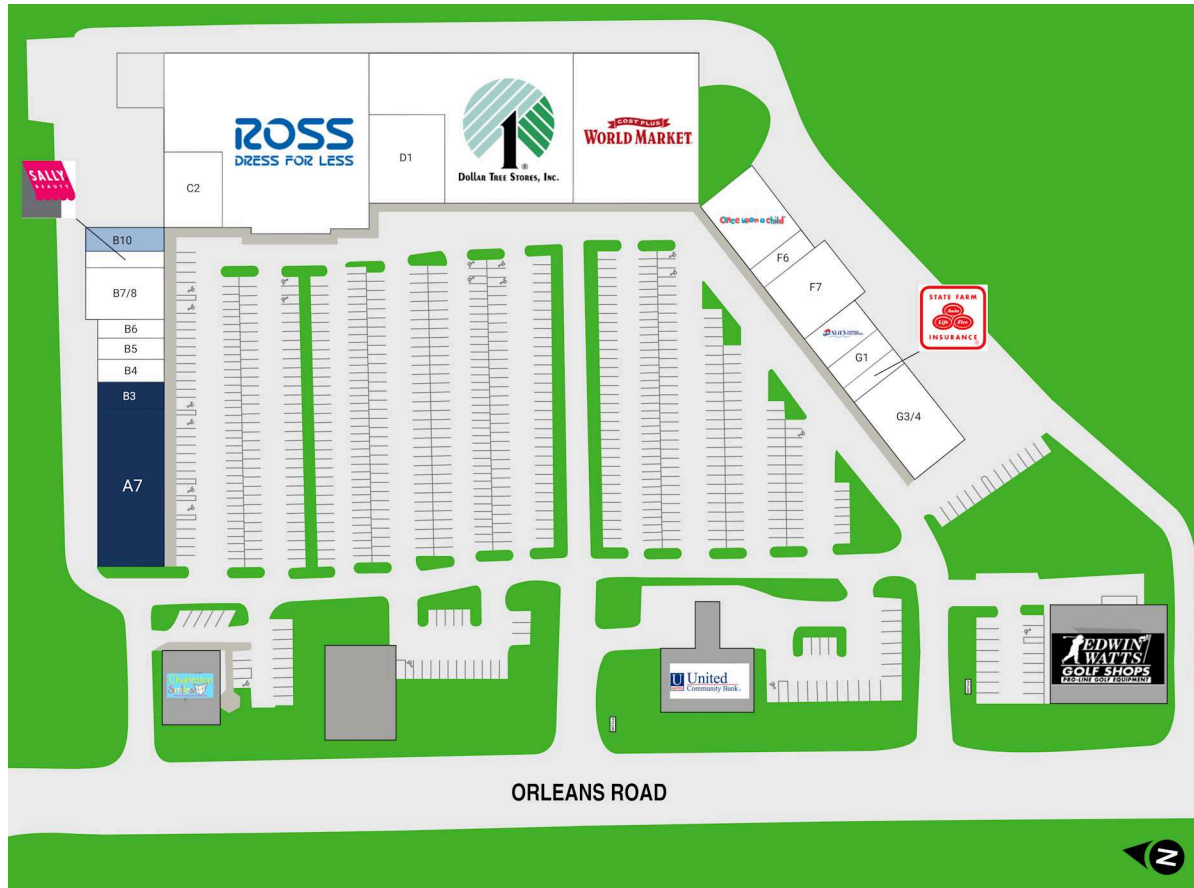 ROSS
DRESS FOR LESS
Dollar Tree Stores, Inc.
COST PLUS
WORLD MARKET
D1
C2
SALLY
BEAUTY
B10
B7/8
B6
B5
B4
B3
A7
Once upon a child
F6
F7
G1
G3/4
STATE FARM
Auto
Life
Fire
INSURANCE
Charleston
Smiles
United
Community Bank
EDWIN
WATTS
GOLF SHOPS
PRO-LINE GOLF EQUIPMENT
ORLEANS ROAD
N